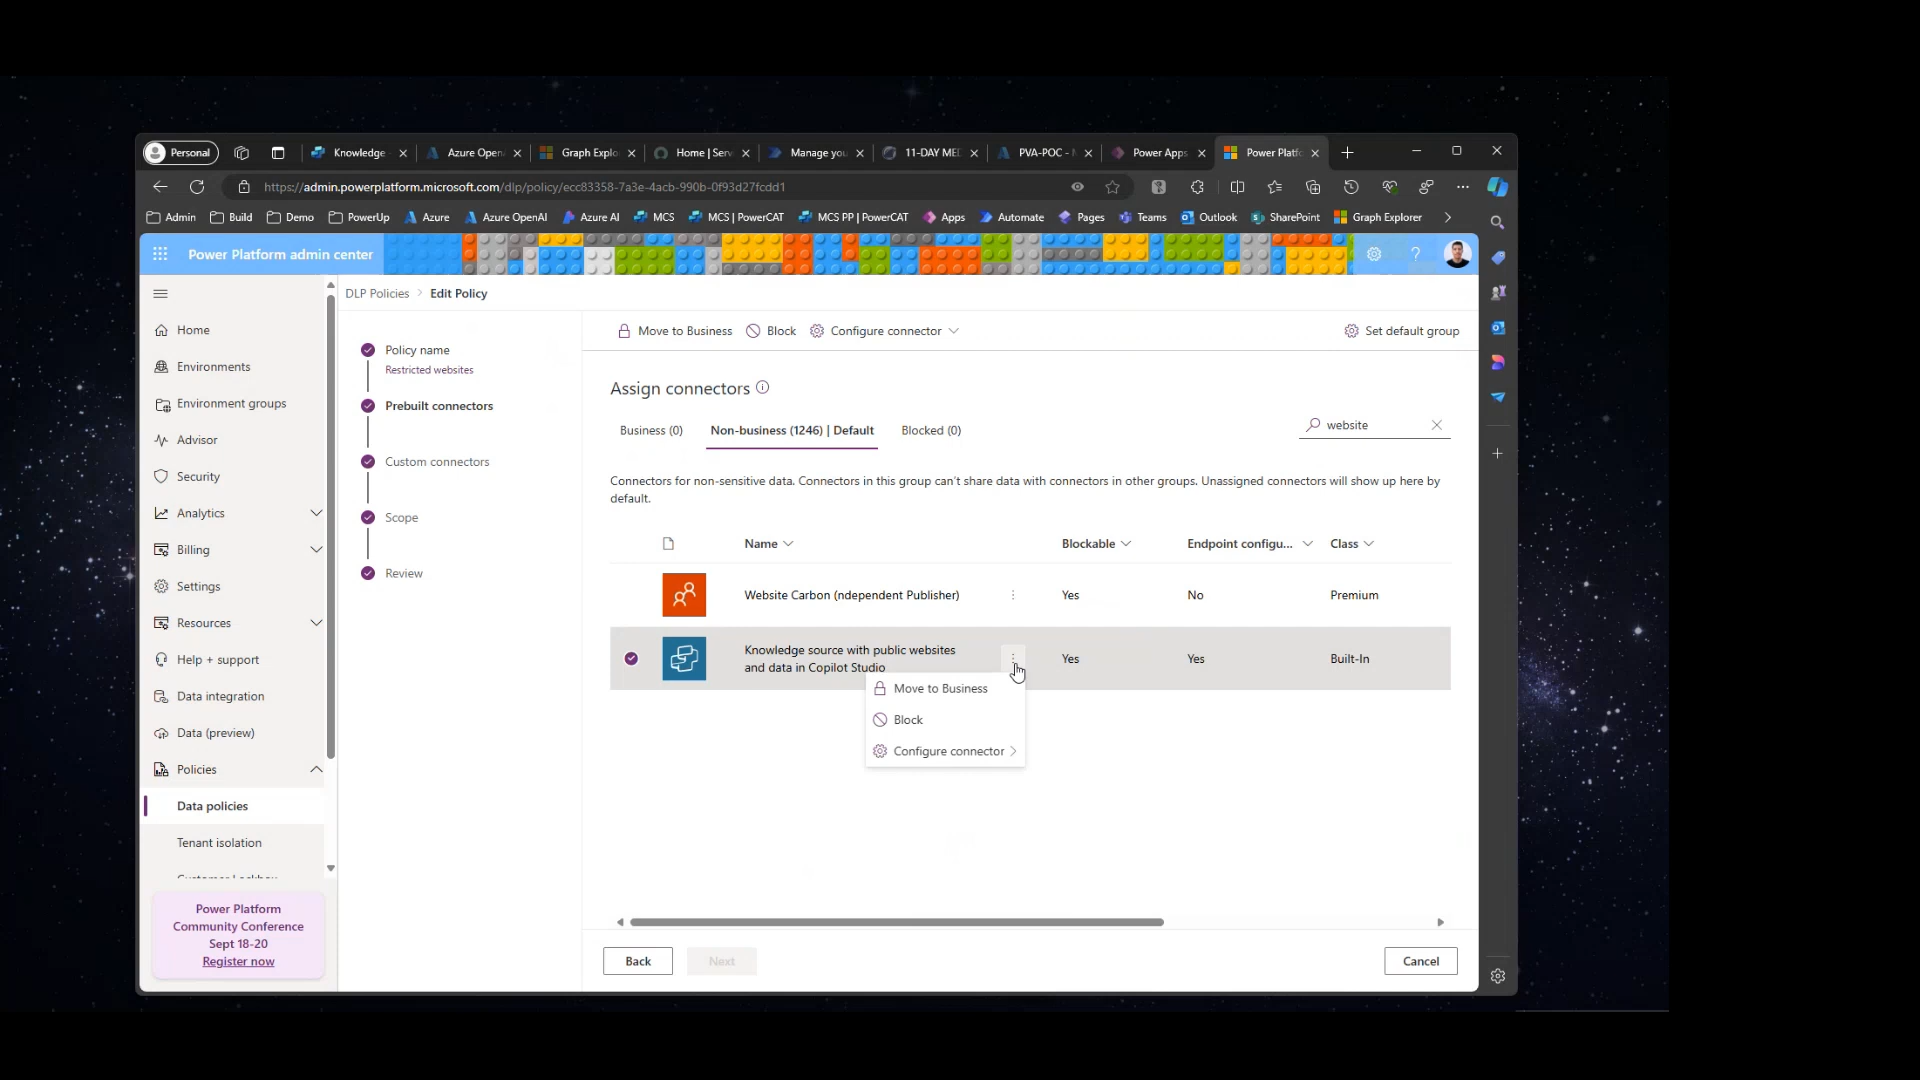 Personal
Knowledge
Azure Open
Graph Explo
Home | Serv
Manage you
11-DAY MED
PVA-POC - N
Power Apps
Power Platfo
https://admin.powerplatform.microsoft.com/dlp/policy/ecc83358-7a3e-4acb-990b-0f93d27fcdd1
Admin
Build
Demo
PowerUp
Azure
Azure OpenAI
Azure AI
MCS
MCS | PowerCAT
MCS PP | PowerCAT
Apps
Automate
Pages
Teams
Outlook
SharePoint
Graph Explorer
Power Platform admin center
Home
Environments
Environment groups
Advisor
Security
Analytics
Billing
Settings
Resources
Help + support
Data integration
Data (preview)
Policies
Data policies
Tenant isolation
Power Platform
Community Conference
Sept 18-20
Register now
DLP Policies > Edit Policy
Policy name
Restricted websites
Prebuilt connectors
Custom connectors
Scope
Review
Move to Business
Block
Configure connector
Set default group
Assign connectors
Business (0)
Non-business (1246) | Default
Blocked (0)
website
Connectors for non-sensitive data. Connectors in this group can't share data with connectors in other groups. Unassigned connectors will show up here by
default.
Name
Blockable
Endpoint configu...
Class
Website Carbon (ndependent Publisher)
Yes
No
Premium
Knowledge source with public websites
and data in Copilot Studio
Yes
Yes
Built-In
Move to Business
Block
Configure connector
Back
Next
Cancel